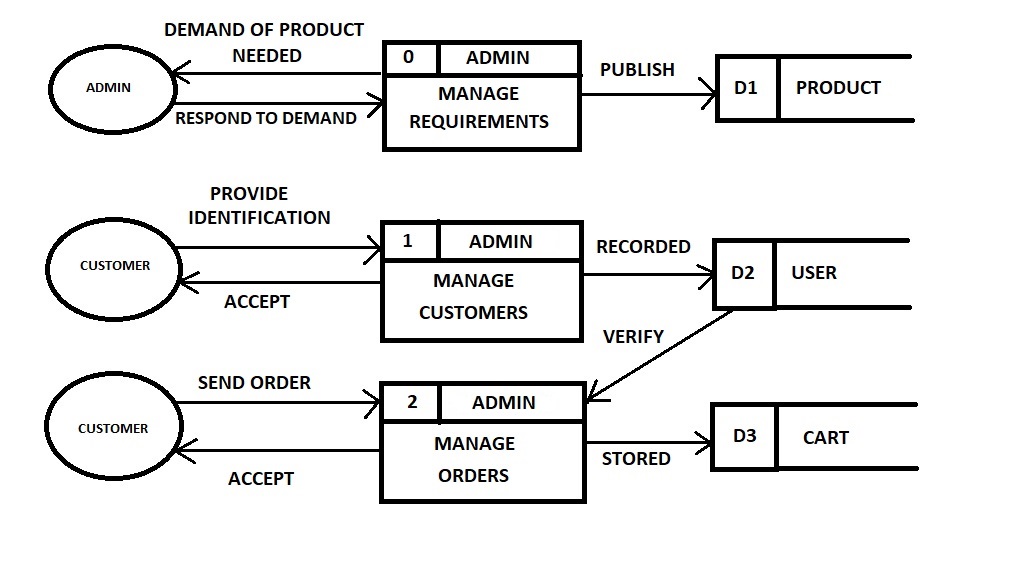 DEMAND OF PRODUCT
NEEDED
ADMIN
RESPOND TO DEMAND
0 ADMIN
MANAGE
REQUIREMENTS
PUBLISH
D1 PRODUCT
PROVIDE
IDENTIFICATION
CUSTOMER
ACCEPT
1 ADMIN
MANAGE
CUSTOMERS
RECORDED
D2 USER
VERIFY
SEND ORDER
CUSTOMER
ACCEPT
2 ADMIN
MANAGE
ORDERS
STORED
D3 CART